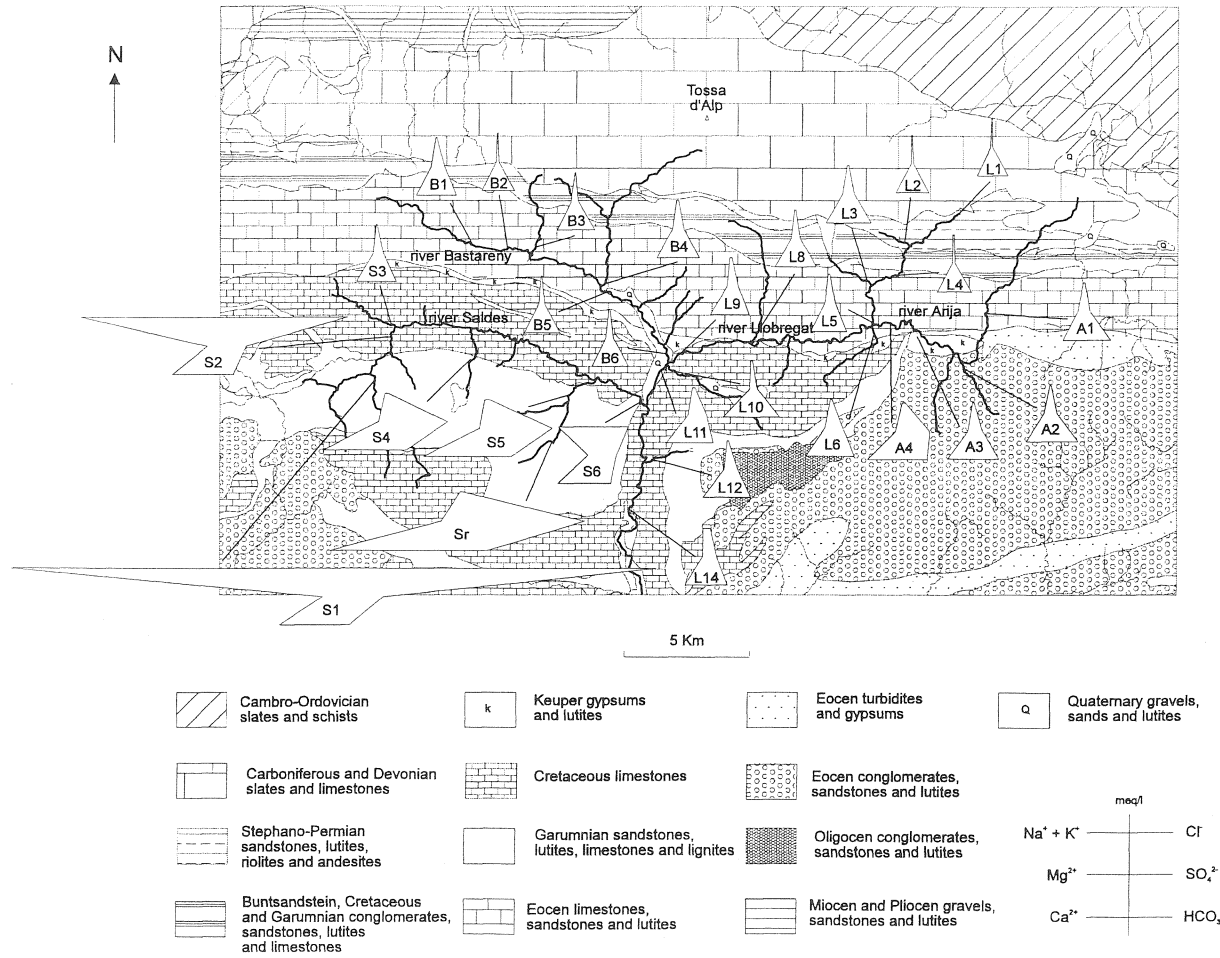 N
Tossa
d'Alp
Q
Q
Q
Q
B1
B2
L2
L1
B3
L3
river Bastareny
B4
L8
S3
k
k
k
L4
L9
Q
B5
k
river Saldes
river Llobregat
L5
river Arija
A1
S2
B6
k
k
k
k
k
Q
Q
L10
S4
S5
L11
L6
A4
A3
A2
S6
L12
Sr
L14
S1
5 Km
Cambro-Ordovician
slates and schists
k
Keuper gypsums
and lutites
Eocen turbidites
and gypsums
Q
Quaternary gravels,
sands and lutites
Carboniferous and Devonian
slates and limestones
Cretaceous limestones
Eocen conglomerates,
sandstones and lutites
Stephano-Permian
sandstones, lutites,
riolites and andesites
Garumnian sandstones,
lutites, limestones and lignites
Oligocen conglomerates,
sandstones and lutites
Buntsandstein, Cretaceous
and Garumnian conglomerates,
sandstones, lutites
and limestones
Eocen limestones,
sandstones and lutites
Miocen and Pliocen gravels,
sandstones and lutites
meq/l
Na⁺ + K⁺
Cl⁻
Mg²⁺
SO₄²⁻
Ca²⁺
HCO₃